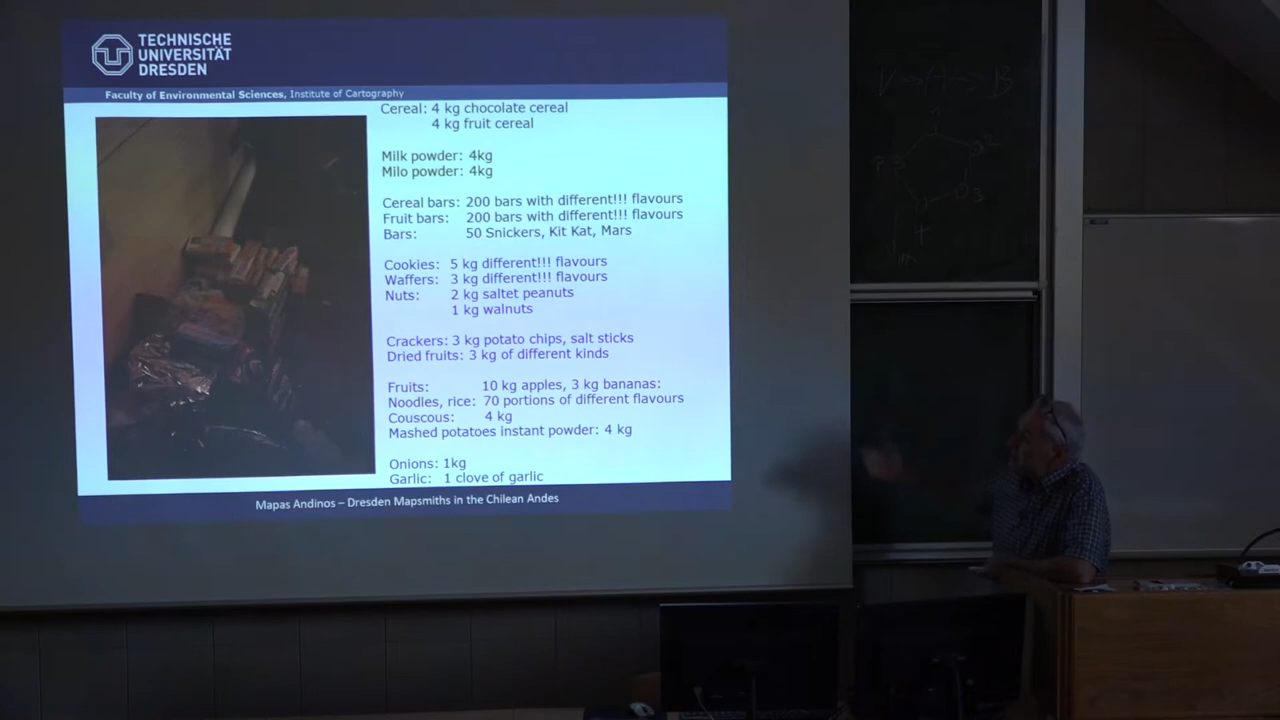 TECHNISCHE
UNIVERSITÄT
DRESDEN
Faculty of Environmental Sciences, Institute of Cartography
Cereal: 4 kg chocolate cereal
4 kg fruit cereal
Milk powder: 4kg
Milo powder: 4kg
Cereal bars: 200 bars with different!!! flavours
Fruit bars: 200 bars with different!!! flavours
Bars: 50 Snickers, Kit Kat, Mars
Cookies: 5 kg different!!! flavours
Waffers: 3 kg different!!! flavours
Nuts: 2 kg saltet peanuts
1 kg walnuts
Crackers: 3 kg potato chips, salt sticks
Dried fruits: 3 kg of different kinds
Fruits: 10 kg apples, 3 kg bananas:
Noodles, rice: 70 portions of different flavours
Couscous: 4 kg
Mashed potatoes instant powder: 4 kg
Onions: 1kg
Garlic: 1 clove of garlic
Mapas Andinos – Dresden Mapsmiths in the Chilean Andes
V B
2
3